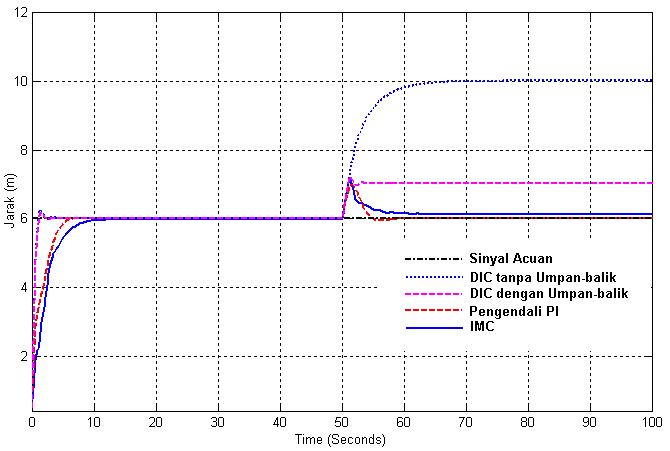 12
10
8
6
4
2
Jarak (m)
Sinyal Acuan
DIC tanpa Umpan-balik
DIC dengan Umpan-balik
Pengendali PI
IMC
0 10 20 30 40 50 60 70 80 90 100
Time (Seconds)